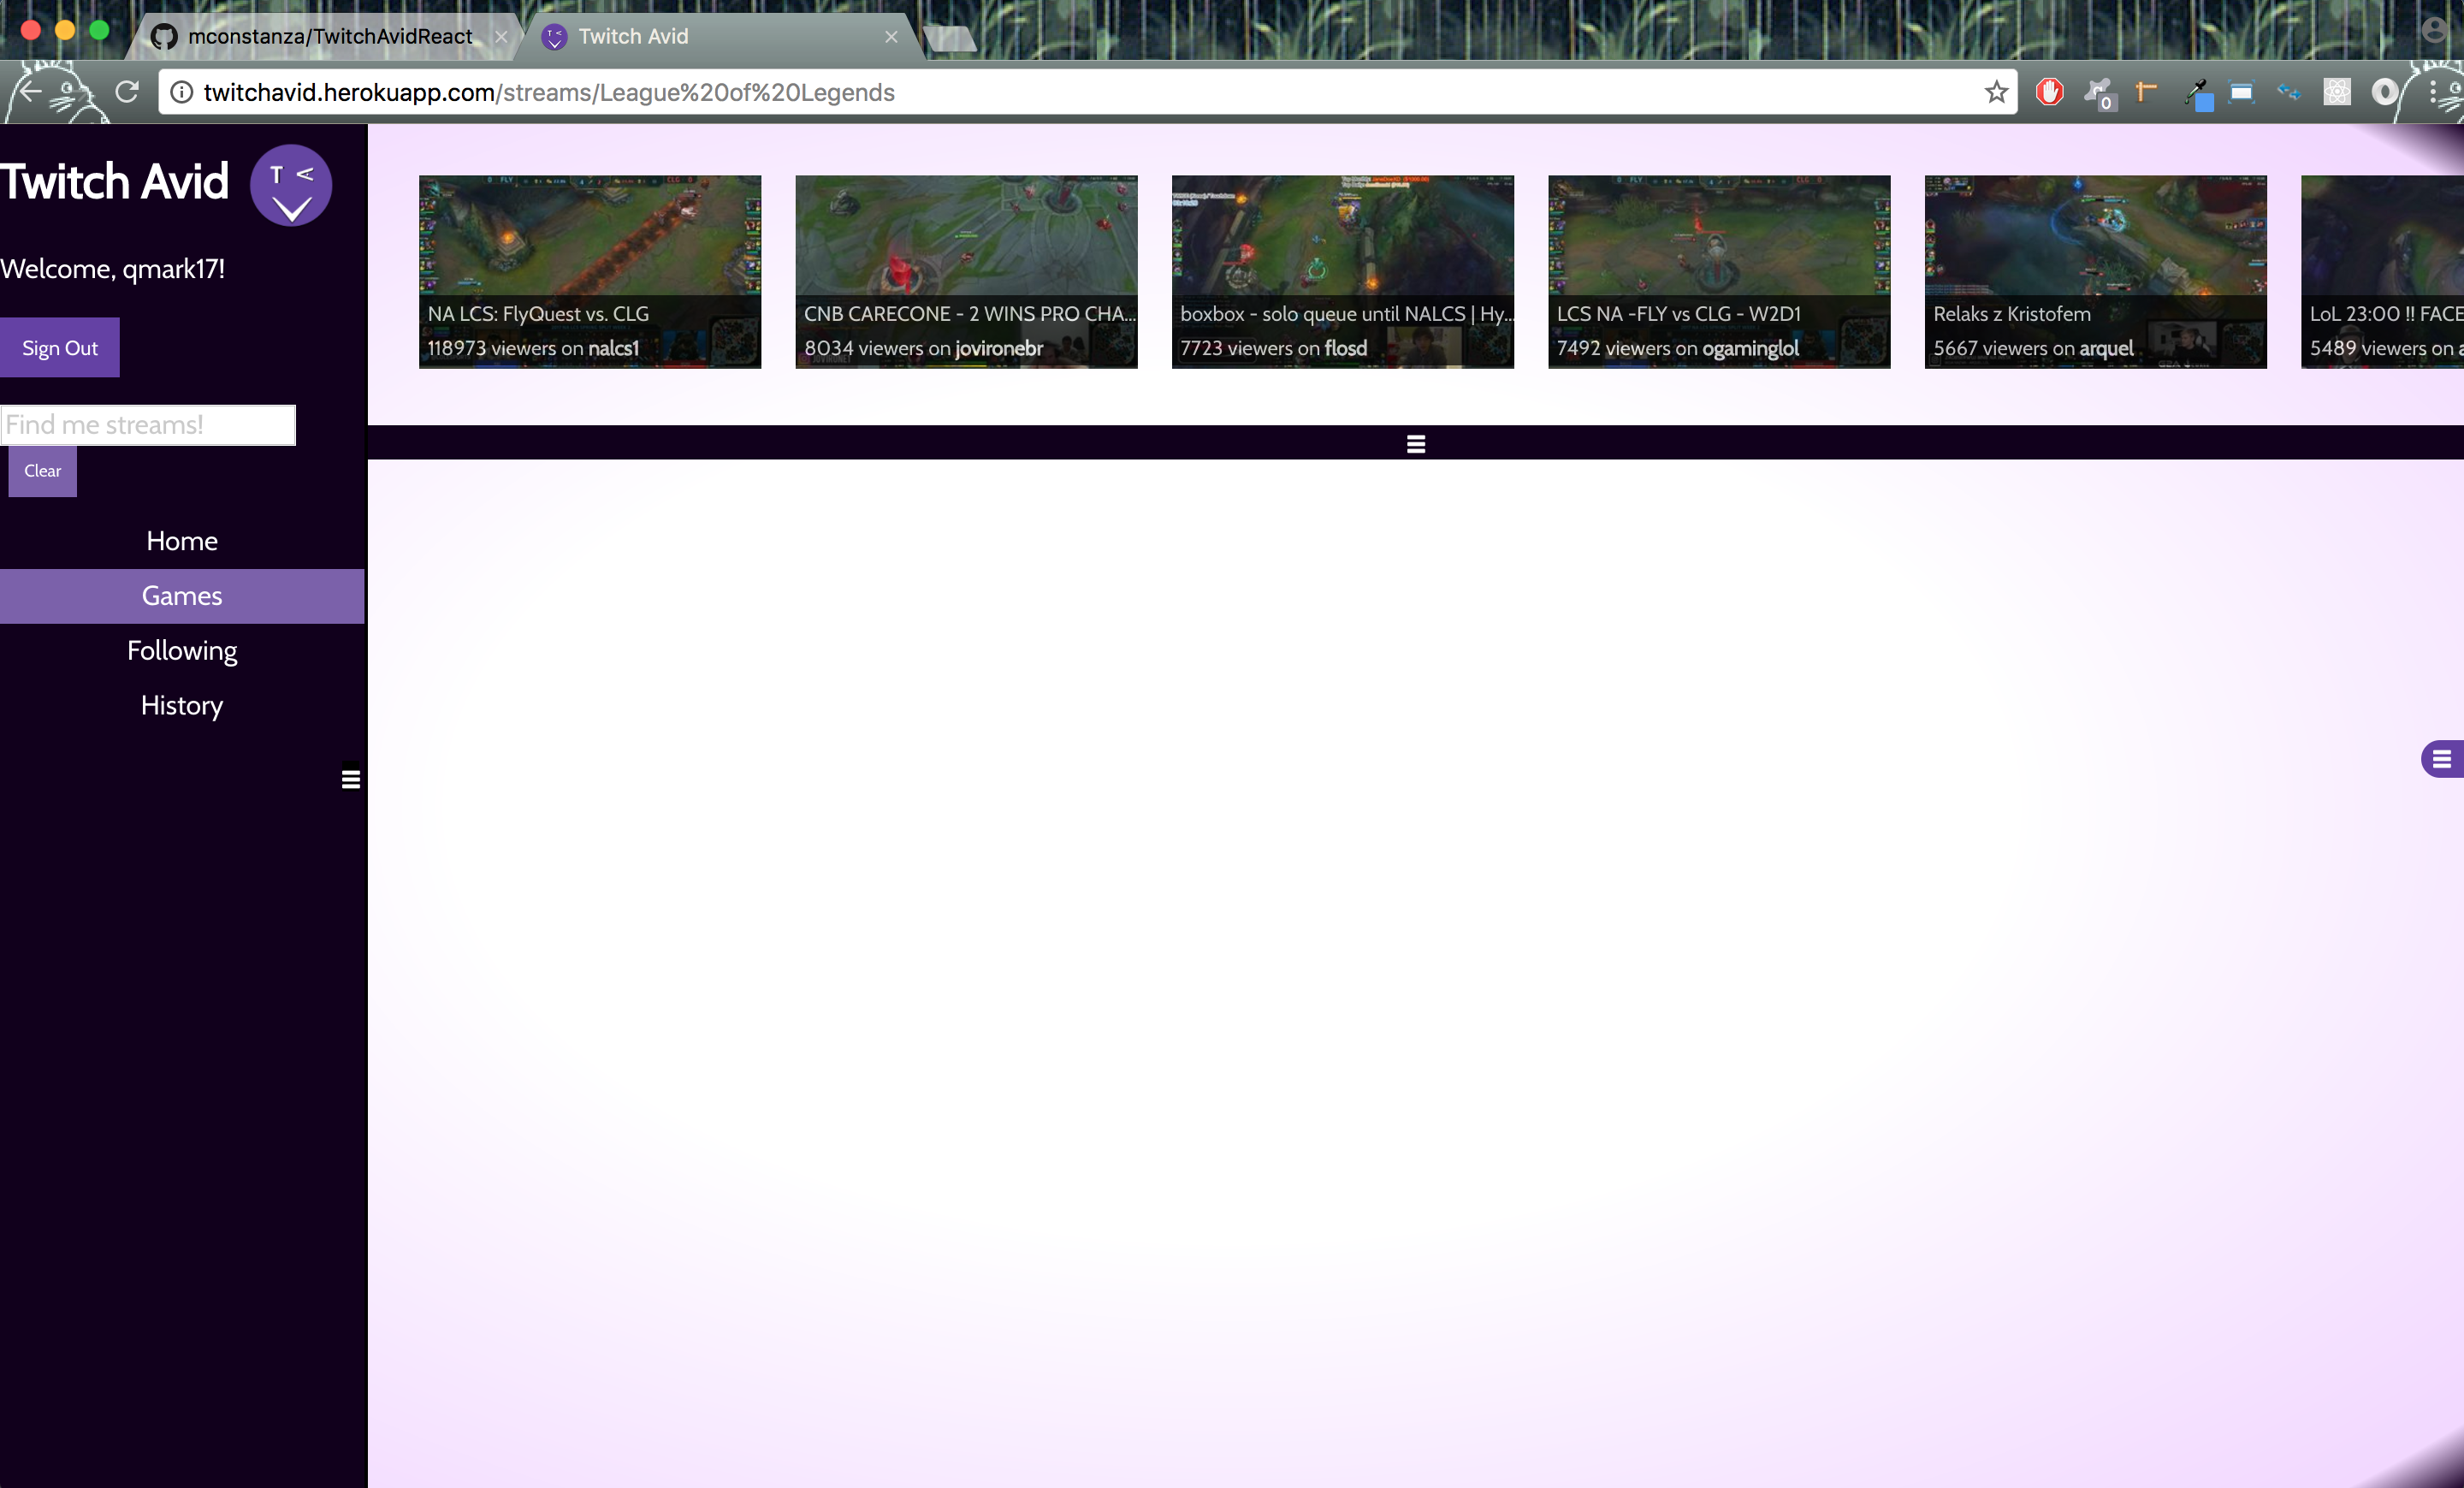 mconstanza/TwitchAvidReact
Twitch Avid
twitchavid.herokuapp.com/streams/League%20of%20Legends
0
Twitch Avid
T <
Welcome, qmark17!
Sign Out
Find me streams!
Clear
Home
Games
Following
History
NA LCS: FlyQuest vs. CLG
118973 viewers on nalcs1
CNB CARECONE - 2 WINS PRO CHA...
8034 viewers on jovironebr
boxbox - solo queue until NALCS | Hy...
7723 viewers on flosd
LCS NA -FLY vs CLG - W2D1
7492 viewers on ogaminglol
Relaks z Kristofem
5667 viewers on arquel
LoL 23:00 !! FACE
5489 viewers on